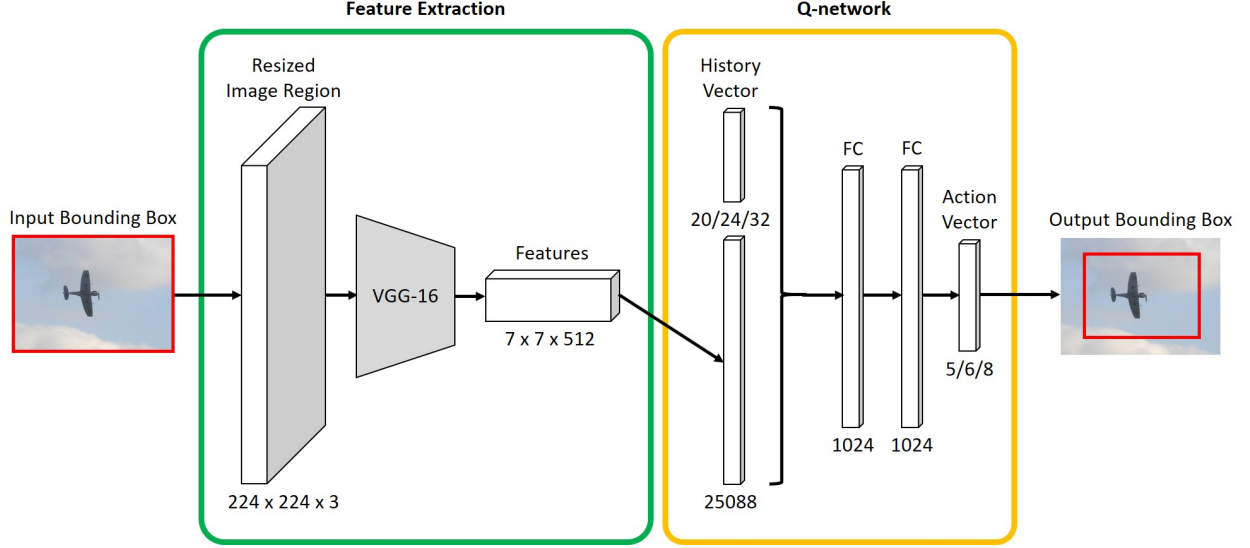 Feature Extraction
Q-network
Resized
Image Region
History
Vector
FC
FC
Action
Vector
Input Bounding Box
20/24/32
Output Bounding Box
Features
VGG-16
7 x 7 x 512
5/6/8
1024
1024
224 x 224 x 3
25088